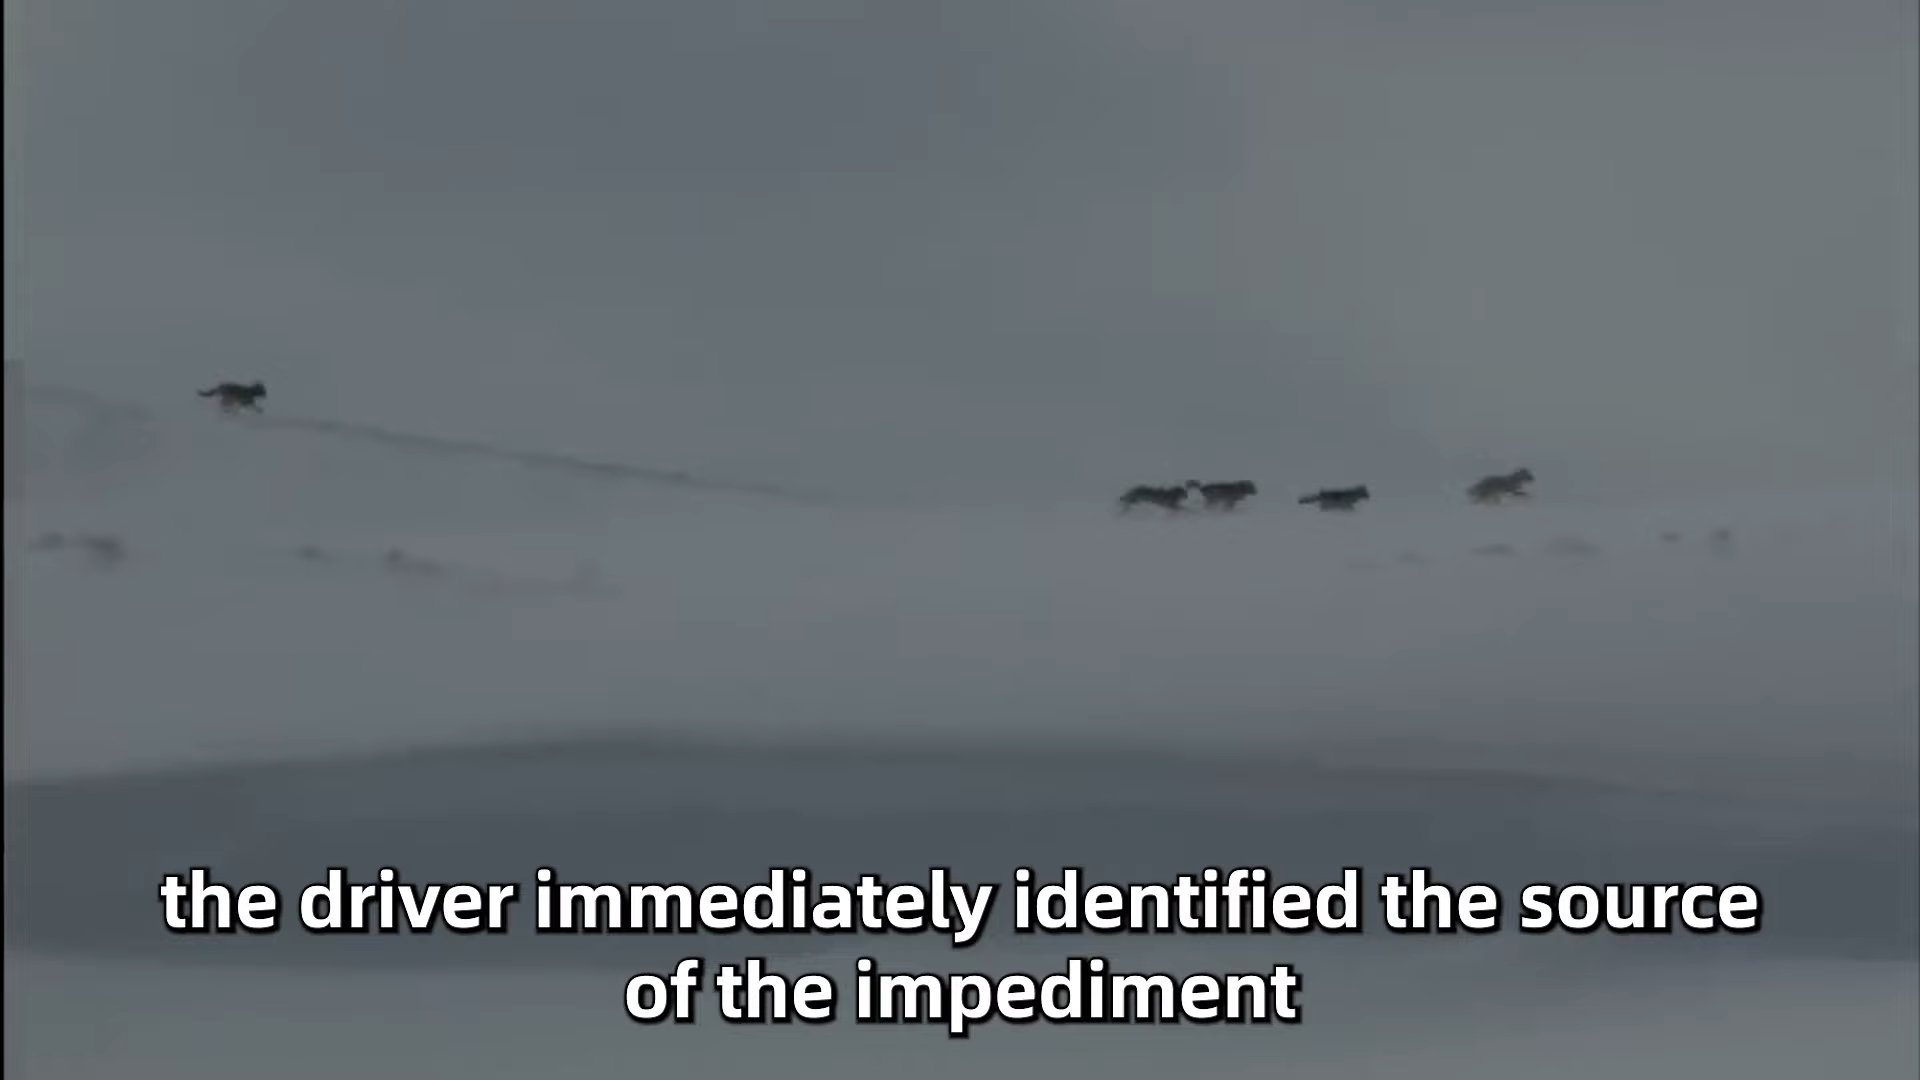 the driver immediately identified the source
of the impediment